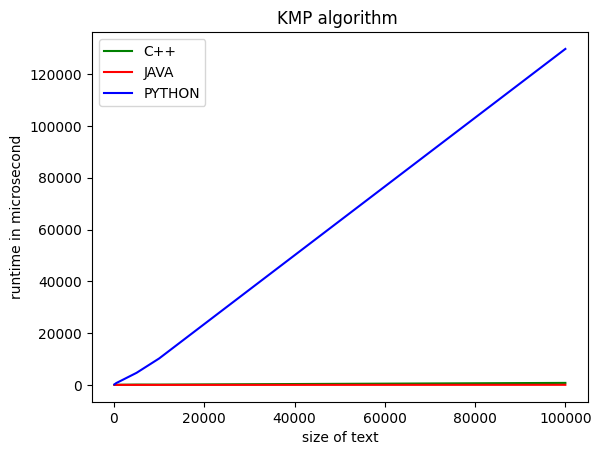 KMP algorithm
C++
JAVA
PYTHON
runtime in microsecond
120000
100000
80000
60000
40000
20000
0
0 20000 40000 60000 80000 100000
size of text